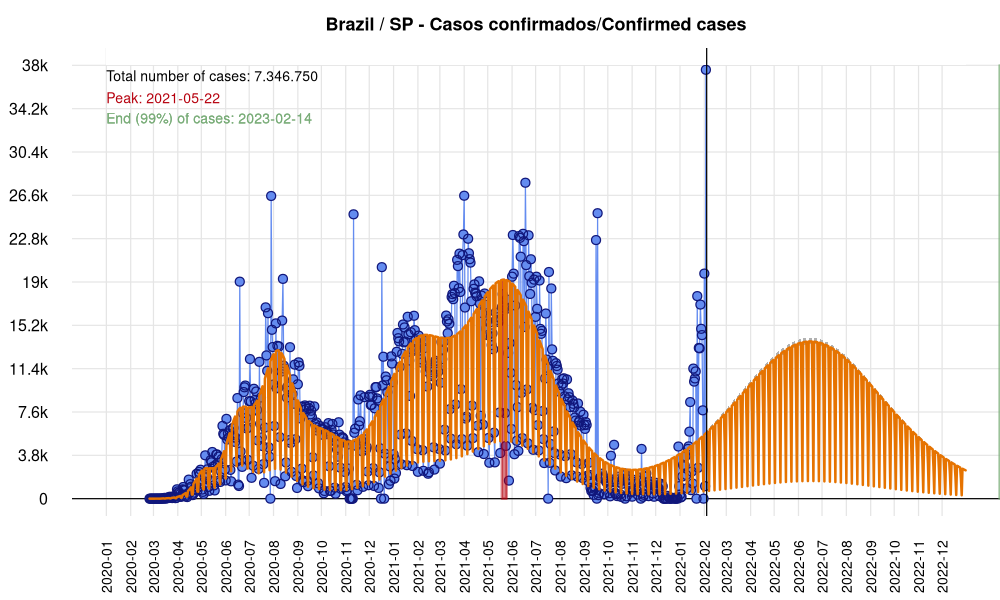 Brazil / SP - Casos confirmados/Confirmed cases
Total number of cases: 7.346.750
Peak: 2021-05-22
End (99%) of cases: 2023-02-14
38k
34.2k
30.4k
26.6k
22.8k
19k
15.2k
11.4k
7.6k
3.8k
0
2020-01
2020-02
2020-03
2020-04
2020-05
2020-06
2020-07
2020-08
2020-09
2020-10
2020-11
2020-12
2021-01
2021-02
2021-03
2021-04
2021-05
2021-06
2021-07
2021-08
2021-09
2021-10
2021-11
2021-12
2022-01
2022-02
2022-03
2022-04
2022-05
2022-06
2022-07
2022-08
2022-09
2022-10
2022-11
2022-12